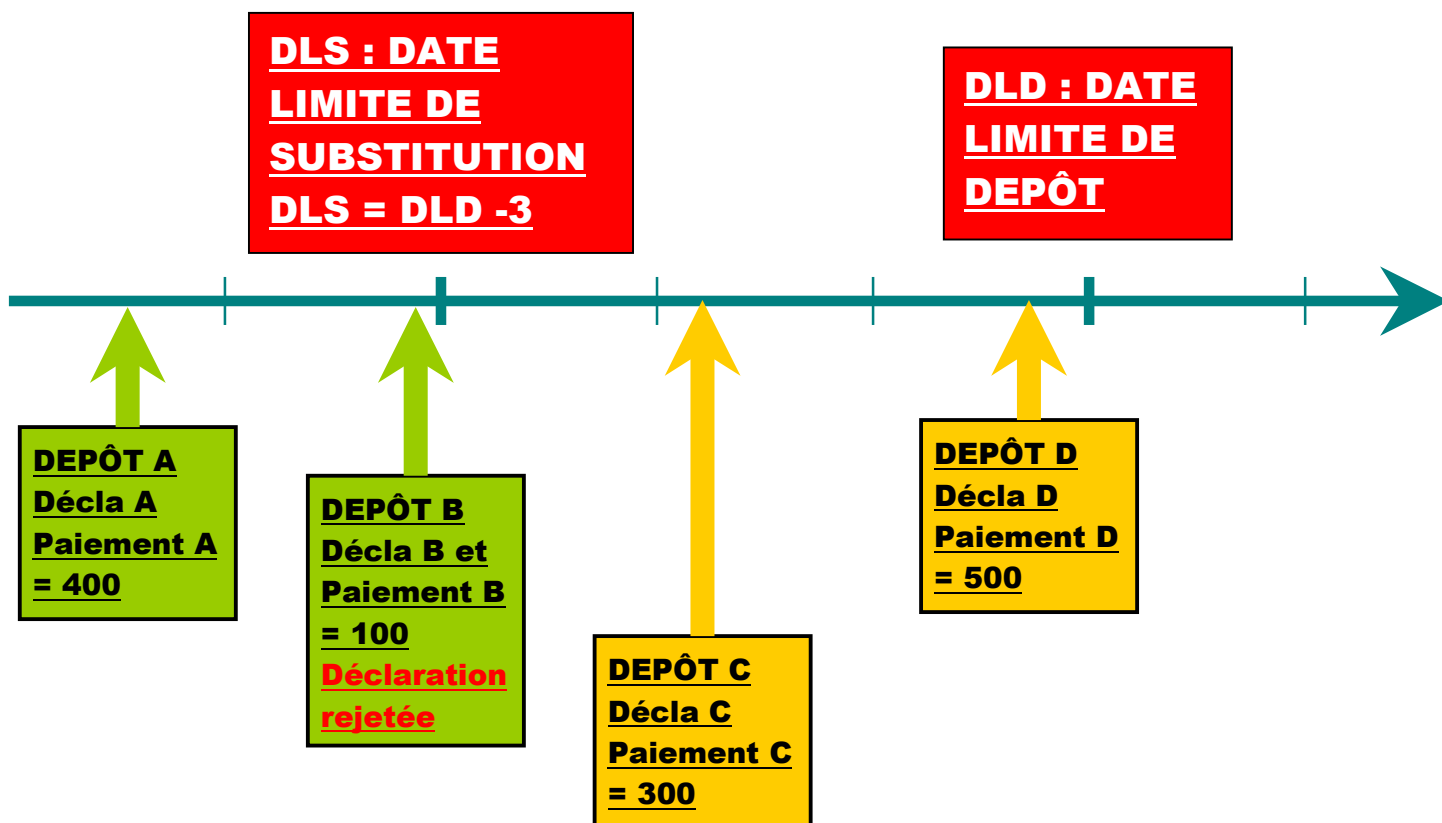 DLS : DATE
LIMITE DE
SUBSTITUTION
DLS = DLD -3
DLD : DATE
LIMITE DE
DEPÔT
DEPÔT A
Décla A
Paiement A
= 400
DEPÔT B
Décla B et
Paiement B
= 100
Déclaration
rejetée
DEPÔT C
Décla C
Paiement C
= 300
DEPÔT D
Décla D
Paiement D
= 500